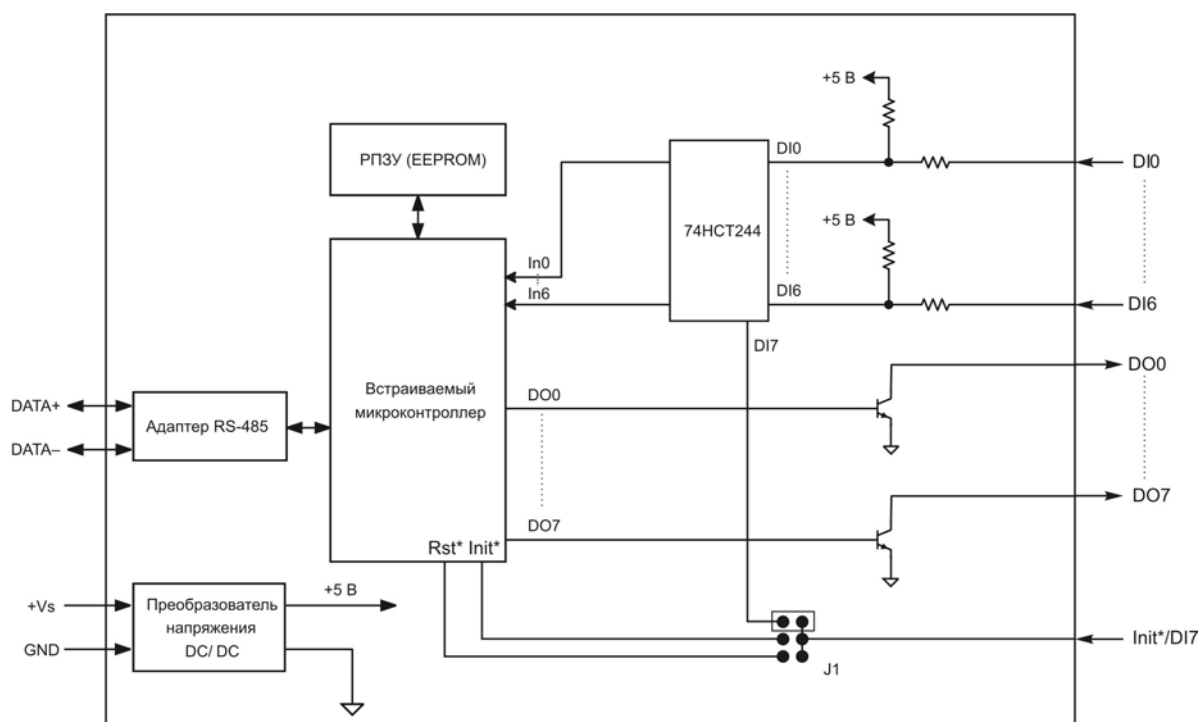 +5 В
РПЗУ (EEPROM)
DI0
DI0
+5 В
74HCT244
In0
In6
DI6
DI6
DI7
Встраиваемый
микроконтроллер
DO0
DO0
DATA+
Адаптер RS-485
DATA–
DO7
DO7
Rst* Init*
+Vs
Преобразователь
напряжения
DC/ DC
+5 В
GND
Init*/DI7
J1